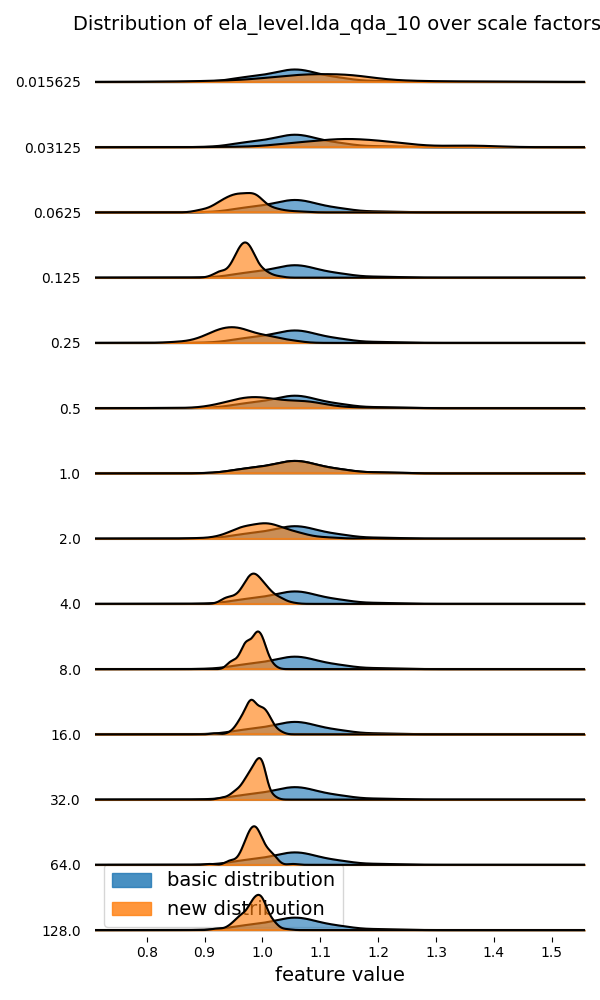 Distribution of ela_level.lda_qda_10 over scale factors
0.015625
0.03125
0.0625
0.125
0.25
0.5
1.0
2.0
4.0
8.0
16.0
32.0
64.0
basic distribution
new distribution
128.0
0.8 0.9 1.0 1.1 1.2 1.3 1.4 1.5
feature value